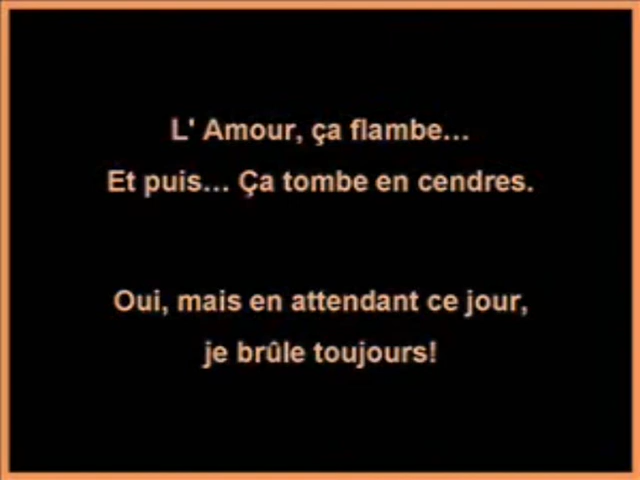 L' Amour, ça flambe...
Et puis... Ça tombe en cendres.
Oui, mais en attendant ce jour,
je brûle toujours!